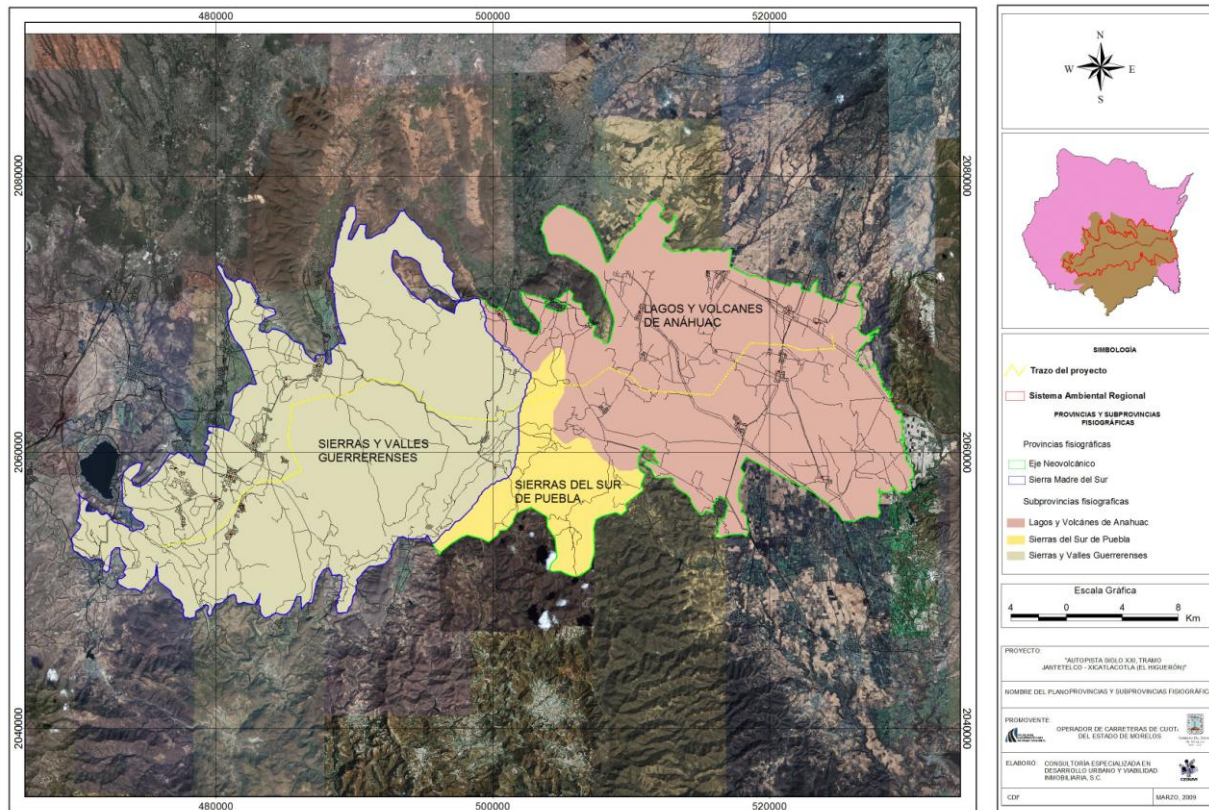 480000
500000
520000
2080000
2080000
2060000
2060000
2040000
2040000
LAGOS Y VOLCANES
DE ANÁHUAC
SIERRAS Y VALLES
GUERRERENSES
SIERRAS DEL SUR
DE PUEBLA
480000
500000
520000
N
W
E
S
SIMBOLOGÍA
Trazo del proyecto
Sistema Ambiental Regional
PROVINCIAS Y SUBPROVINCIAS
FISIOGRÁFICAS
Provincias fisiográficas
Eje Neovolcánico
Sierra Madre del Sur
Subprovincias fisiograficas
Lagos y Volcánes de Anahuac
Sierras del Sur de Puebla
Sierras y Valles Guerrerenses
Escala Gráfica
4 0 4 8
Km
PROYECTO:
"AUTOPISTA SIGLO XXI, TRAMO
JANTETELCO - XICATLACOTLA (EL HIGUERÓN)"
NOMBRE DEL PLANO PROVINCIAS Y SUBPROVINCIAS FISIOGRÁFIC
PROMOVENTE:
OPERADOR DE CARRETERAS DE CUOT.
DEL ESTADO DE MORELOS
ELABORÓ:
CONSULTORÍA ESPECIALIZADA EN
DESARROLLO URBANO Y VIABILIDAD
INMOBILIARIA, S.C.
CDF
MARZO, 2009